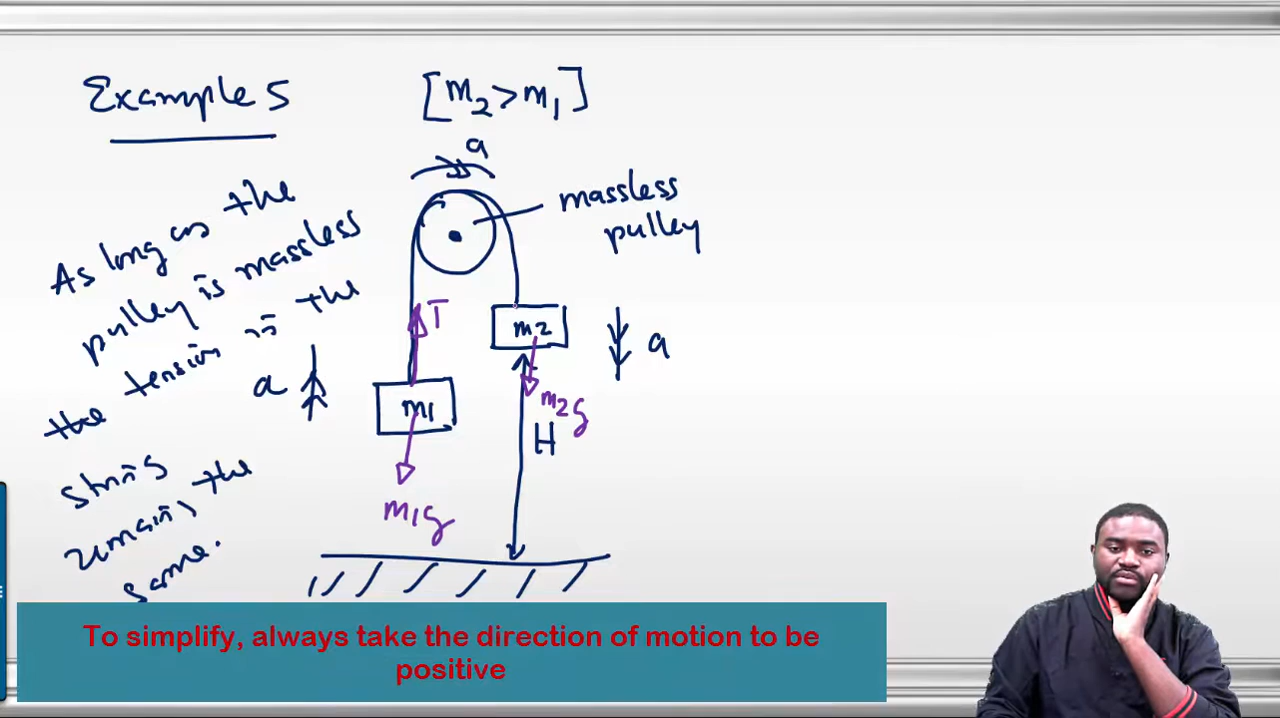 Example 5
[m2>m1]
a
massless
pulley
As long as the
pulley is massless
the tension in the
the
string
remains the
same.
T
m2
a
a
m1
m2g
H
m1g
To simplify, always take the direction of motion to be
positive